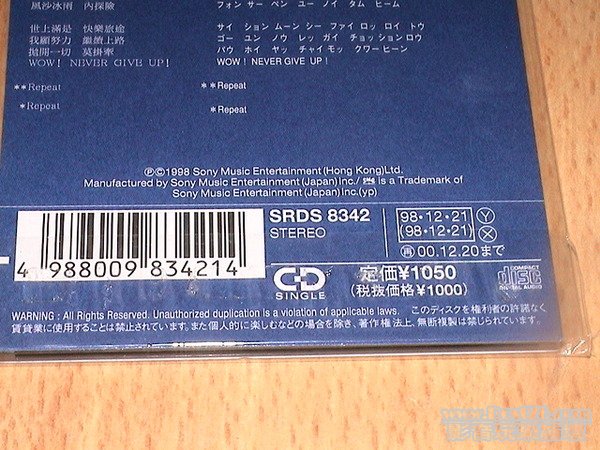 風沙冰雨 內探險
世上滿是 快樂旅途
我願努力 繼續上路
拋開一切 莫掛牽
WOW! NEVER GIVE UP!
**Repeat
*Repeat
フォン サー ペン ユー ノイ タム ヒーム
サイ ション ムーン シー ファイ ロッ ロイ トウ
ゴー ユン ノウ レッ ガイ チョッ ションロウ
パウ ホイ ヤッ チャイ モッ クワーヒーン
WOW! NEVER GIVE UP!
**Repeat
*Repeat
ⓅⒸ1998 Sony Music Entertainment (Hong Kong) Ltd.
Manufactured by Sony Music Entertainment (Japan) Inc. / is a Trademark of
Sony Music Entertainment (Japan) Inc.(yp)
4 988009 834214
SRDS 8342
STEREO
CD
SINGLE
98・12・21 Ⓨ
(98・12・21) Ⓧ
再 00.12.20まで
定価¥1050
(税抜価格¥1000)
COMPACT
disc
DIGITAL AUDIO
WARNING : All Rights Reserved. Unauthorized duplication is a violation of applicable laws. このディスクを権利者の許諾なく
賃貸業に使用することは禁止されています。また個人的に楽しむなどの場合を除き、著作権法上、無断複製は禁じられています。